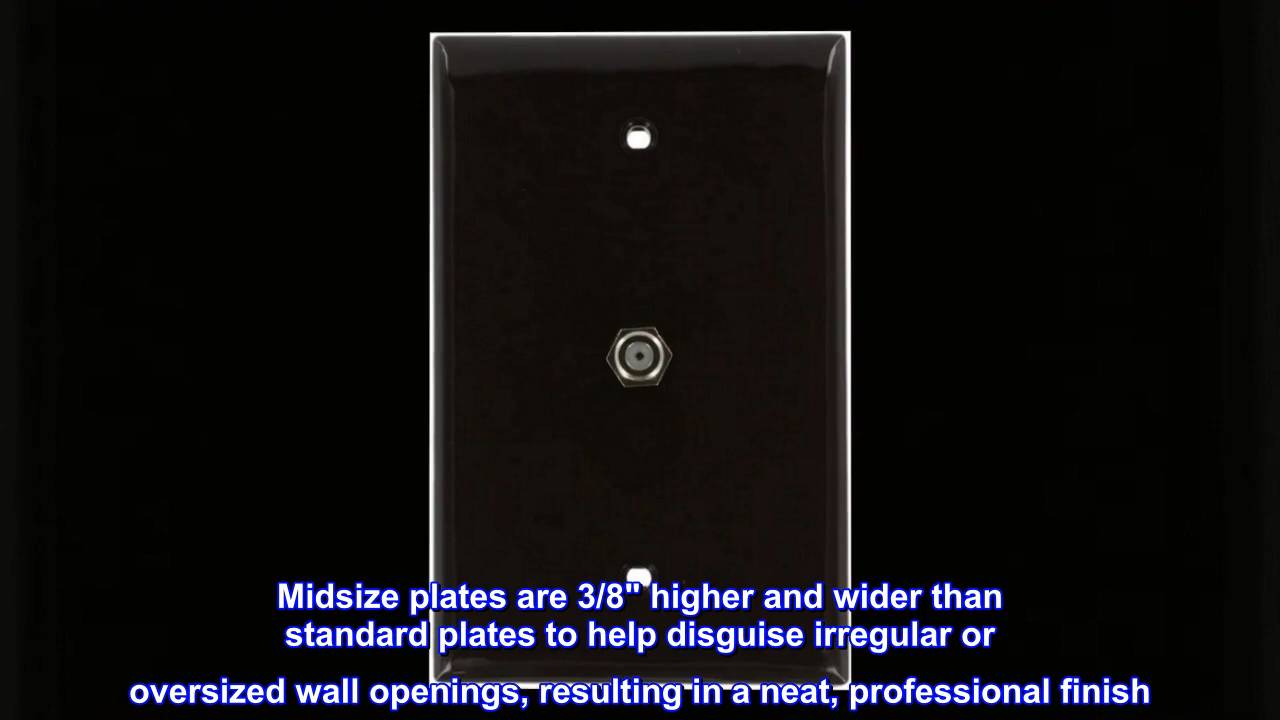 Midsize plates are 3/8" higher and wider than
standard plates to help disguise irregular or
oversized wall openings, resulting in a neat, professional finish